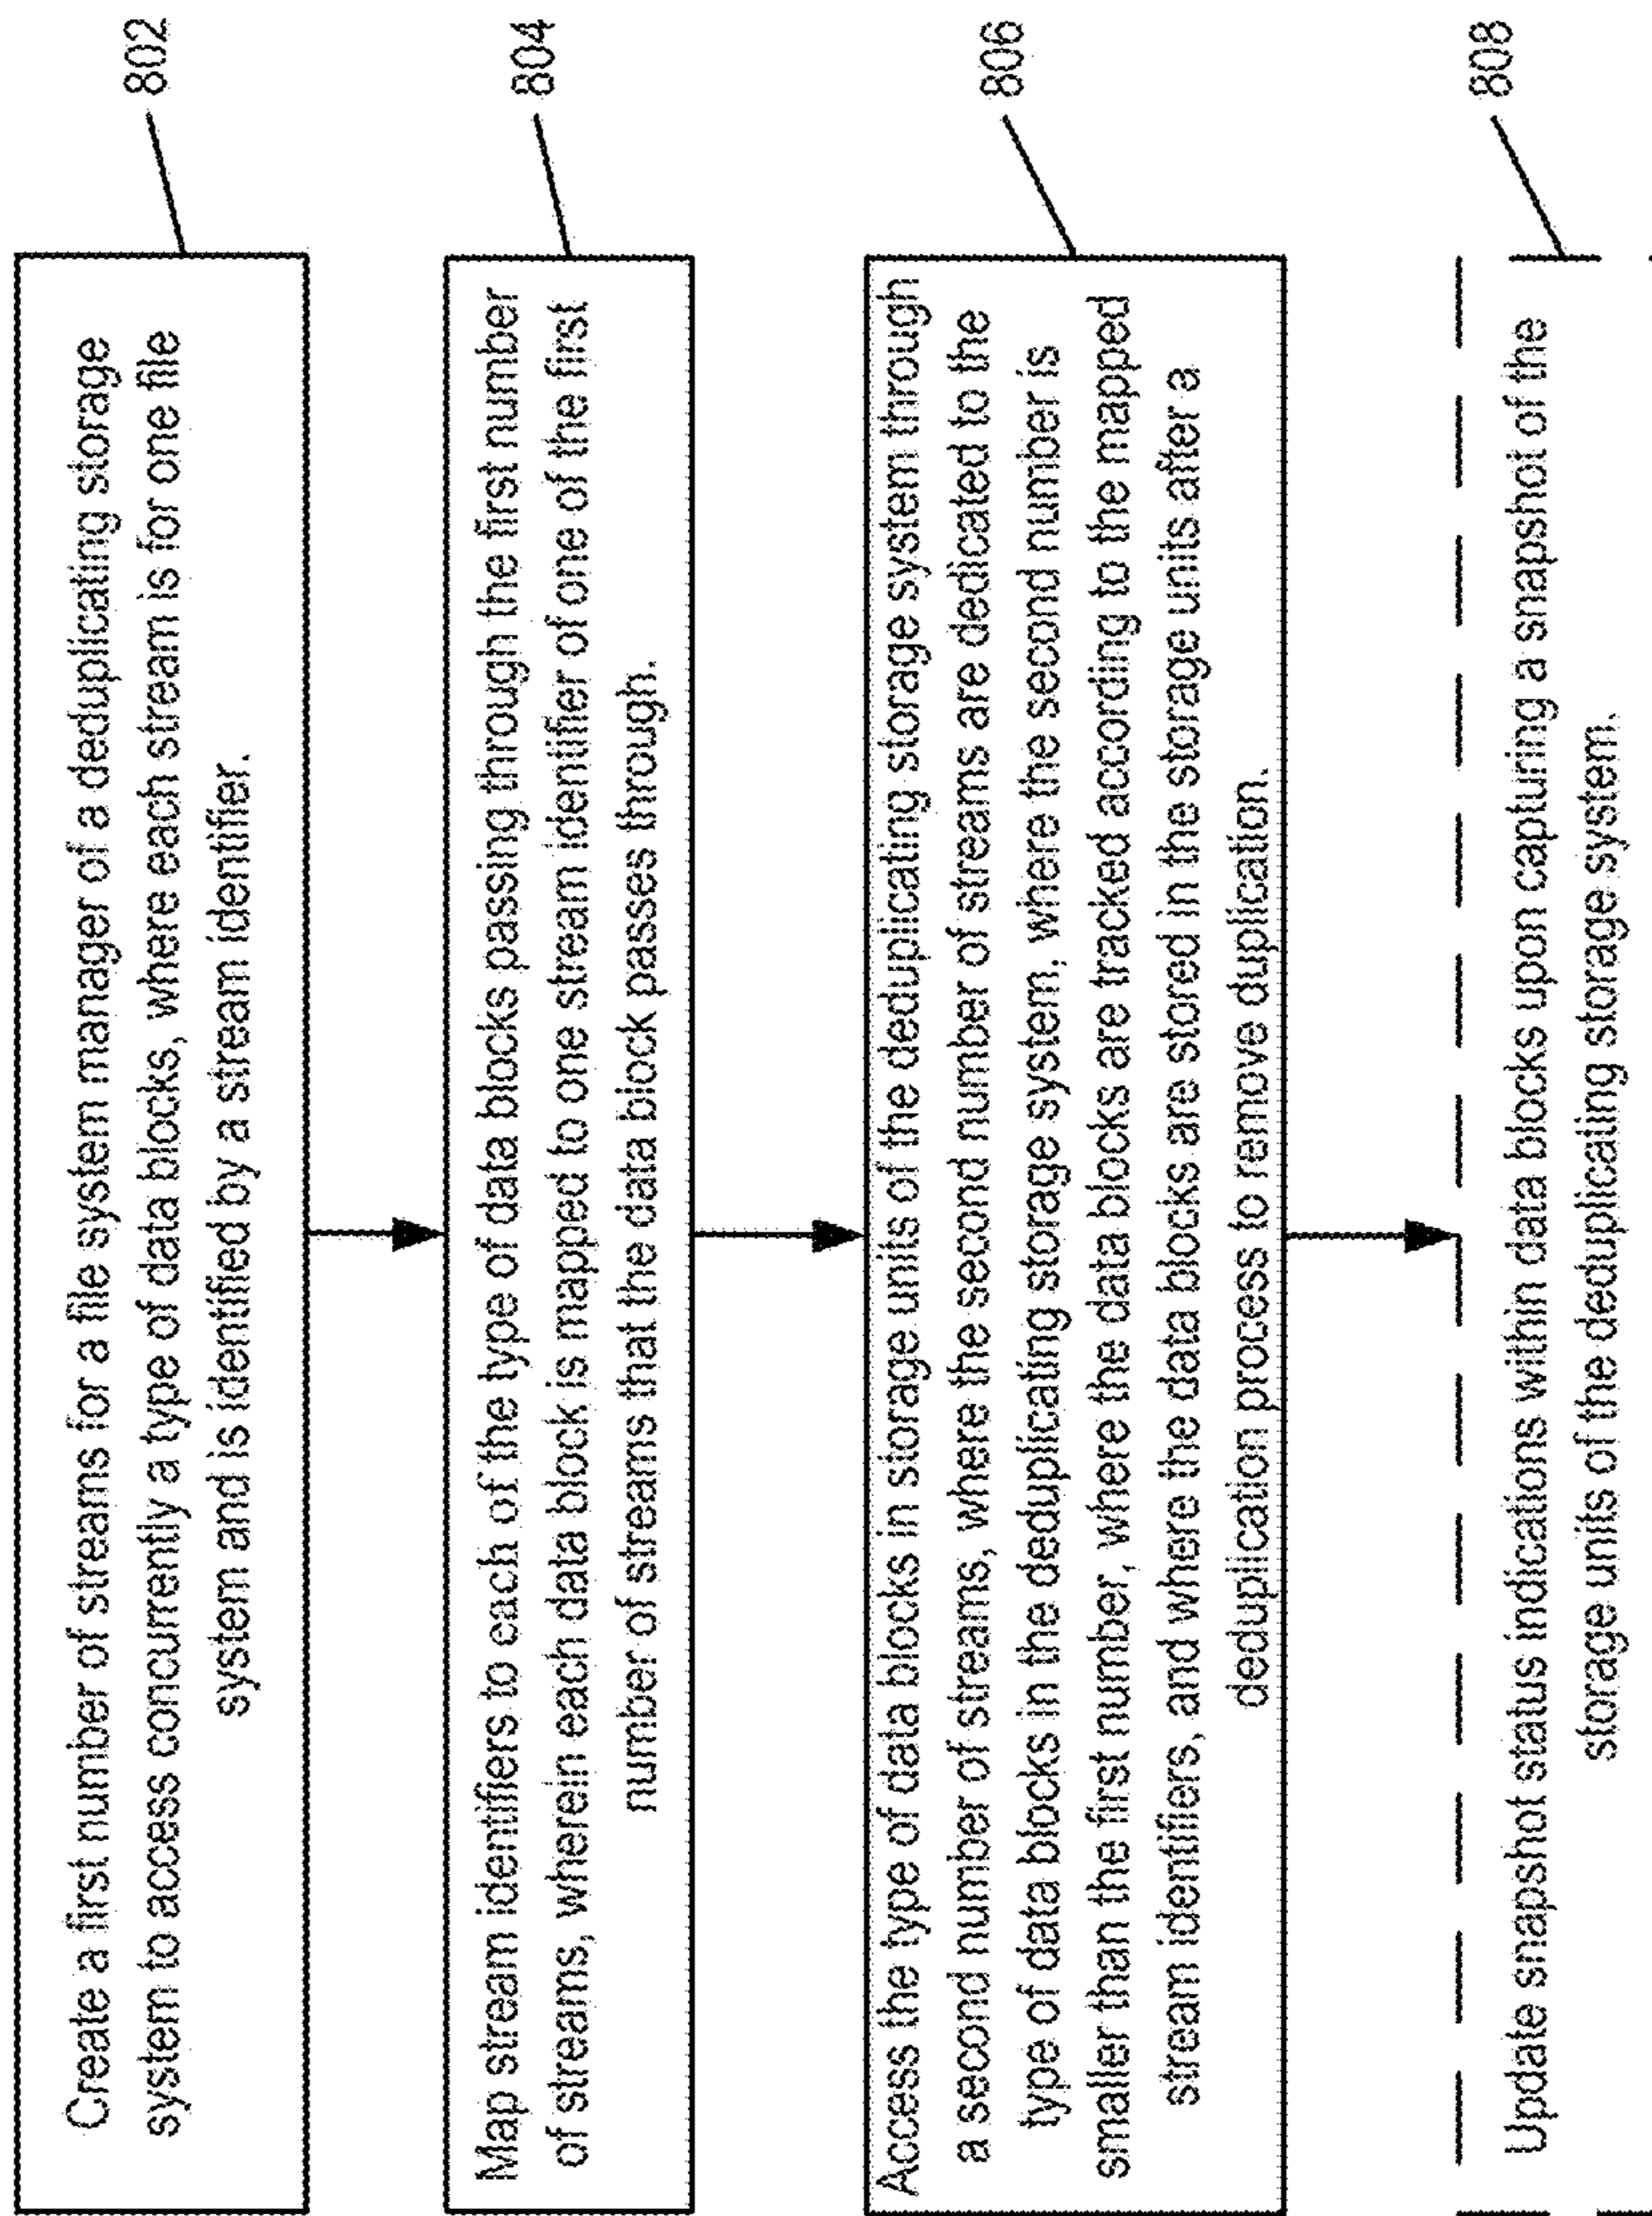 Create a first number of streams for a file system manager of a deduplicating storage
system to access concurrently a type of data blocks, where each stream is for one file
system and is identified by a stream identifier.
802
Map stream identifiers to each of the type of data blocks passing through the first number
of streams, wherein each data block is mapped to one stream identifier of one of the first
number of streams that the data block passes through.
804
Access the type of data blocks in storage units of the deduplicating storage system through
a second number of streams, where the second number of streams are dedicated to the
type of data blocks in the deduplicating storage system, where the second number is
smaller than the first number, where the data blocks are tracked according to the mapped
stream identifiers, and where the data blocks are stored in the storage units after a
deduplication process to remove duplication.
806
Update snapshot status indications within data blocks upon capturing a snapshot of the
storage units of the deduplicating storage system.
808